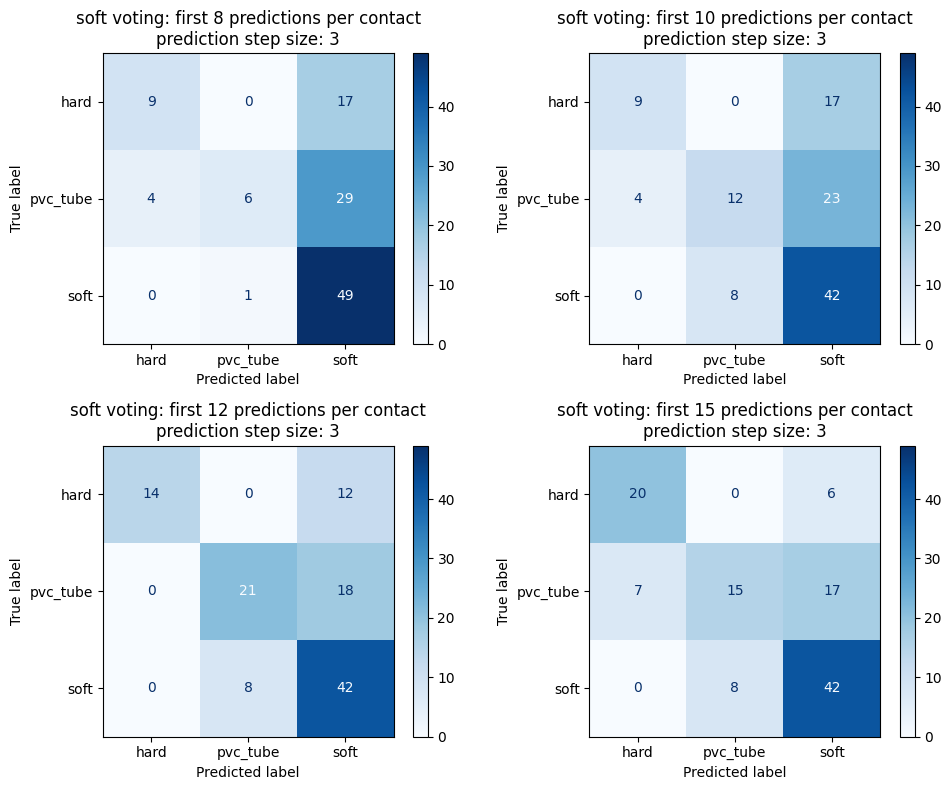 soft voting: first 8 predictions per contact
prediction step size: 3
hard 9 0 17
pvc_tube 4 6 29
soft 0 1 49
hard pvc_tube soft
Predicted label
True label
40
30
20
10
0
soft voting: first 10 predictions per contact
prediction step size: 3
hard 9 0 17
pvc_tube 4 12 23
soft 0 8 42
hard pvc_tube soft
Predicted label
True label
40
30
20
10
0
soft voting: first 12 predictions per contact
prediction step size: 3
hard 14 0 12
pvc_tube 0 21 18
soft 0 8 42
hard pvc_tube soft
Predicted label
True label
40
30
20
10
0
soft voting: first 15 predictions per contact
prediction step size: 3
hard 20 0 6
pvc_tube 7 15 17
soft 0 8 42
hard pvc_tube soft
Predicted label
True label
40
30
20
10
0